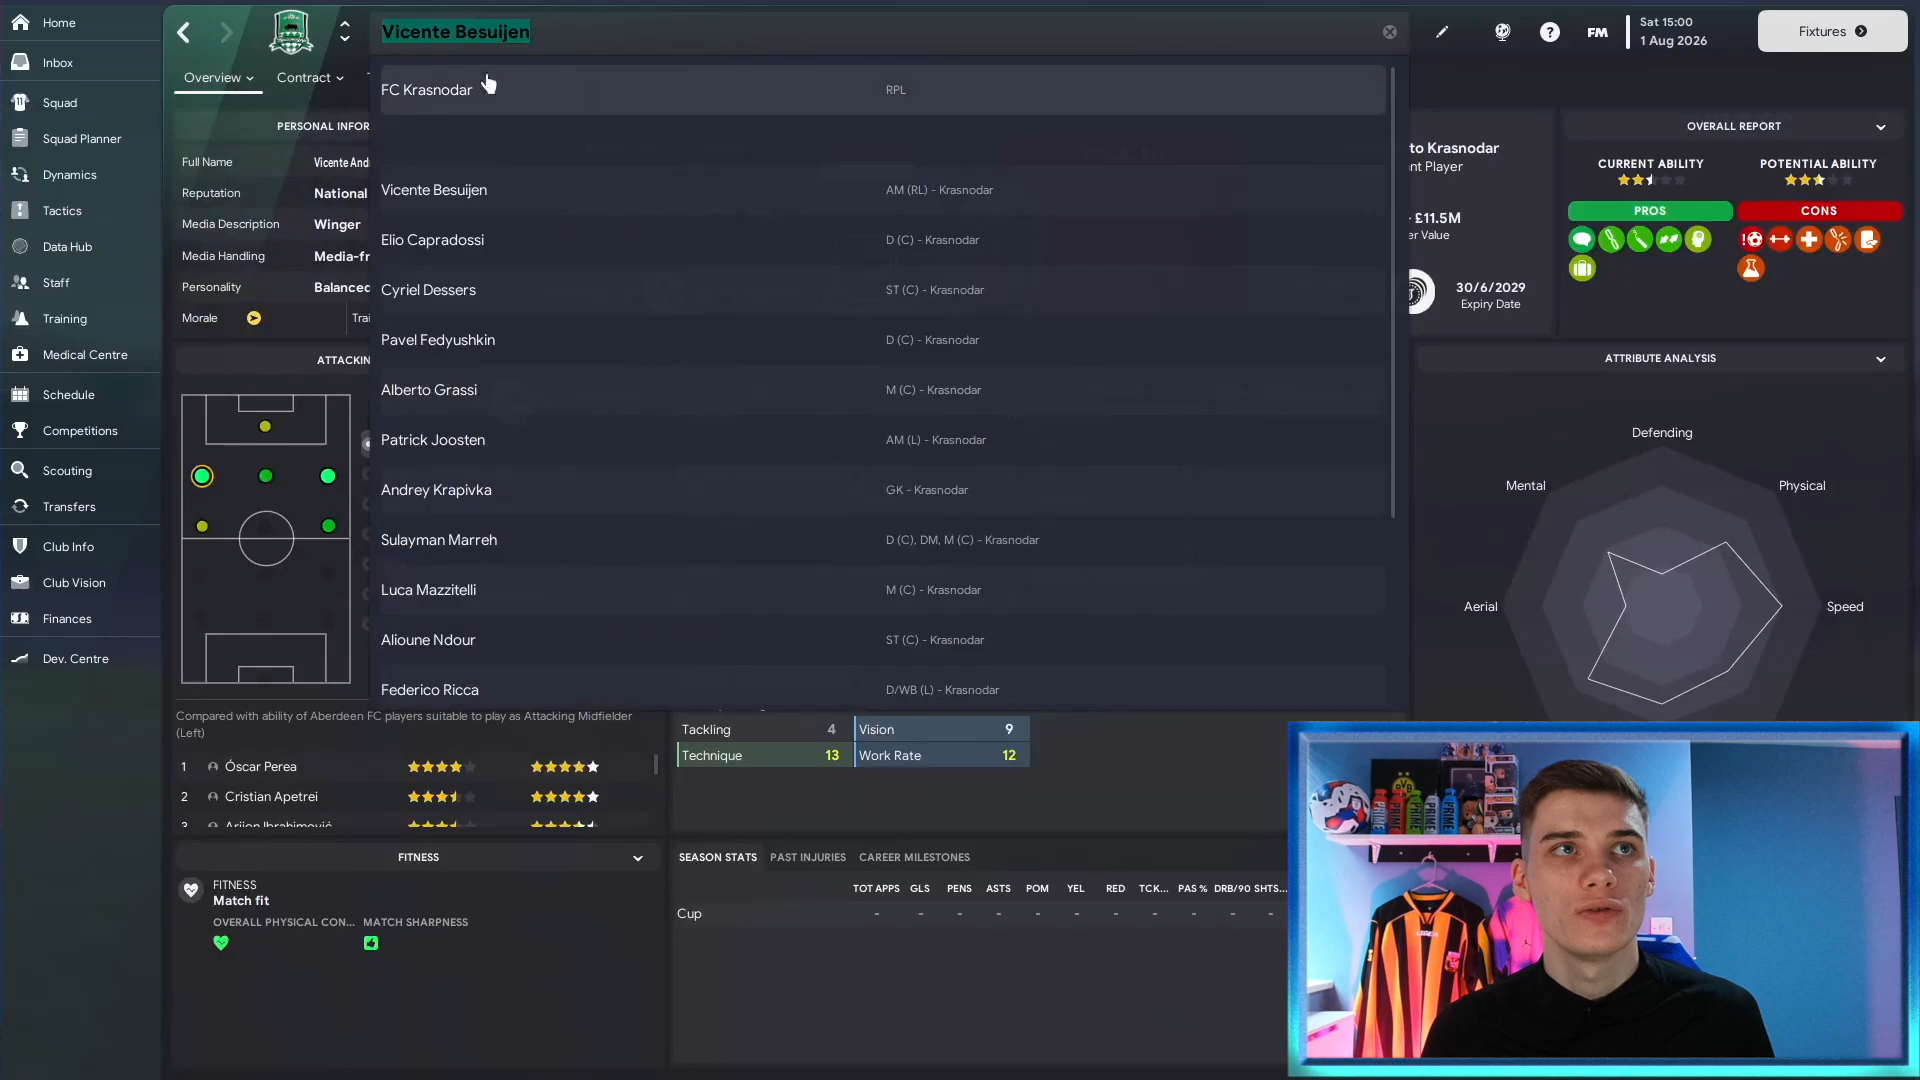 Home
Inbox
Squad
Squad Planner
Dynamics
Tactics
Data Hub
Staff
Training
Medical Centre
Schedule
Competitions
Scouting
Transfers
Club Info
Club Vision
Finances
Dev. Centre
Vicente Besuijen
FM
Sat 15:00
1 Aug 2026
Fixtures
Overview
Contract
PERSONAL INFOR
Full Name Vicente And
Reputation National
Media Description Winger
Media Handling Media-fr
Personality Balanced
Morale
Trai
ATTACKIN
FC Krasnodar RPL
Vicente Besuijen AM (RL) - Krasnodar
Elio Capradossi D (C) - Krasnodar
Cyriel Dessers ST (C) - Krasnodar
Pavel Fedyushkin D (C) - Krasnodar
Alberto Grassi M (C) - Krasnodar
Patrick Joosten AM (L) - Krasnodar
Andrey Krapivka GK - Krasnodar
Sulayman Marreh D (C), DM, M (C) - Krasnodar
Luca Mazzitelli M (C) - Krasnodar
Alioune Ndour ST (C) - Krasnodar
Federico Ricca D/WB (L) - Krasnodar
to Krasnodar
nt Player
- £11.5M
er Value
30/6/2029
Expiry Date
OVERALL REPORT
CURRENT ABILITY
POTENTIAL ABILITY
PROS
CONS
ATTRIBUTE ANALYSIS
Defending
Mental
Physical
Aerial
Speed
Compared with ability of Aberdeen FC players suitable to play as Attacking Midfielder
(Left)
1 Óscar Perea
2 Cristian Apetrei
3 Arijon Ibrahimović
Tackling 4
Vision 9
Technique 13
Work Rate 12
FITNESS
FITNESS
Match fit
OVERALL PHYSICAL CON...
MATCH SHARPNESS
SEASON STATS
PAST INJURIES
CAREER MILESTONES
TOT APPS GLS PENS ASTS POM YEL RED TCK... PAS % DRB/90 SHTS...
Cup - - - - - - - - - - -